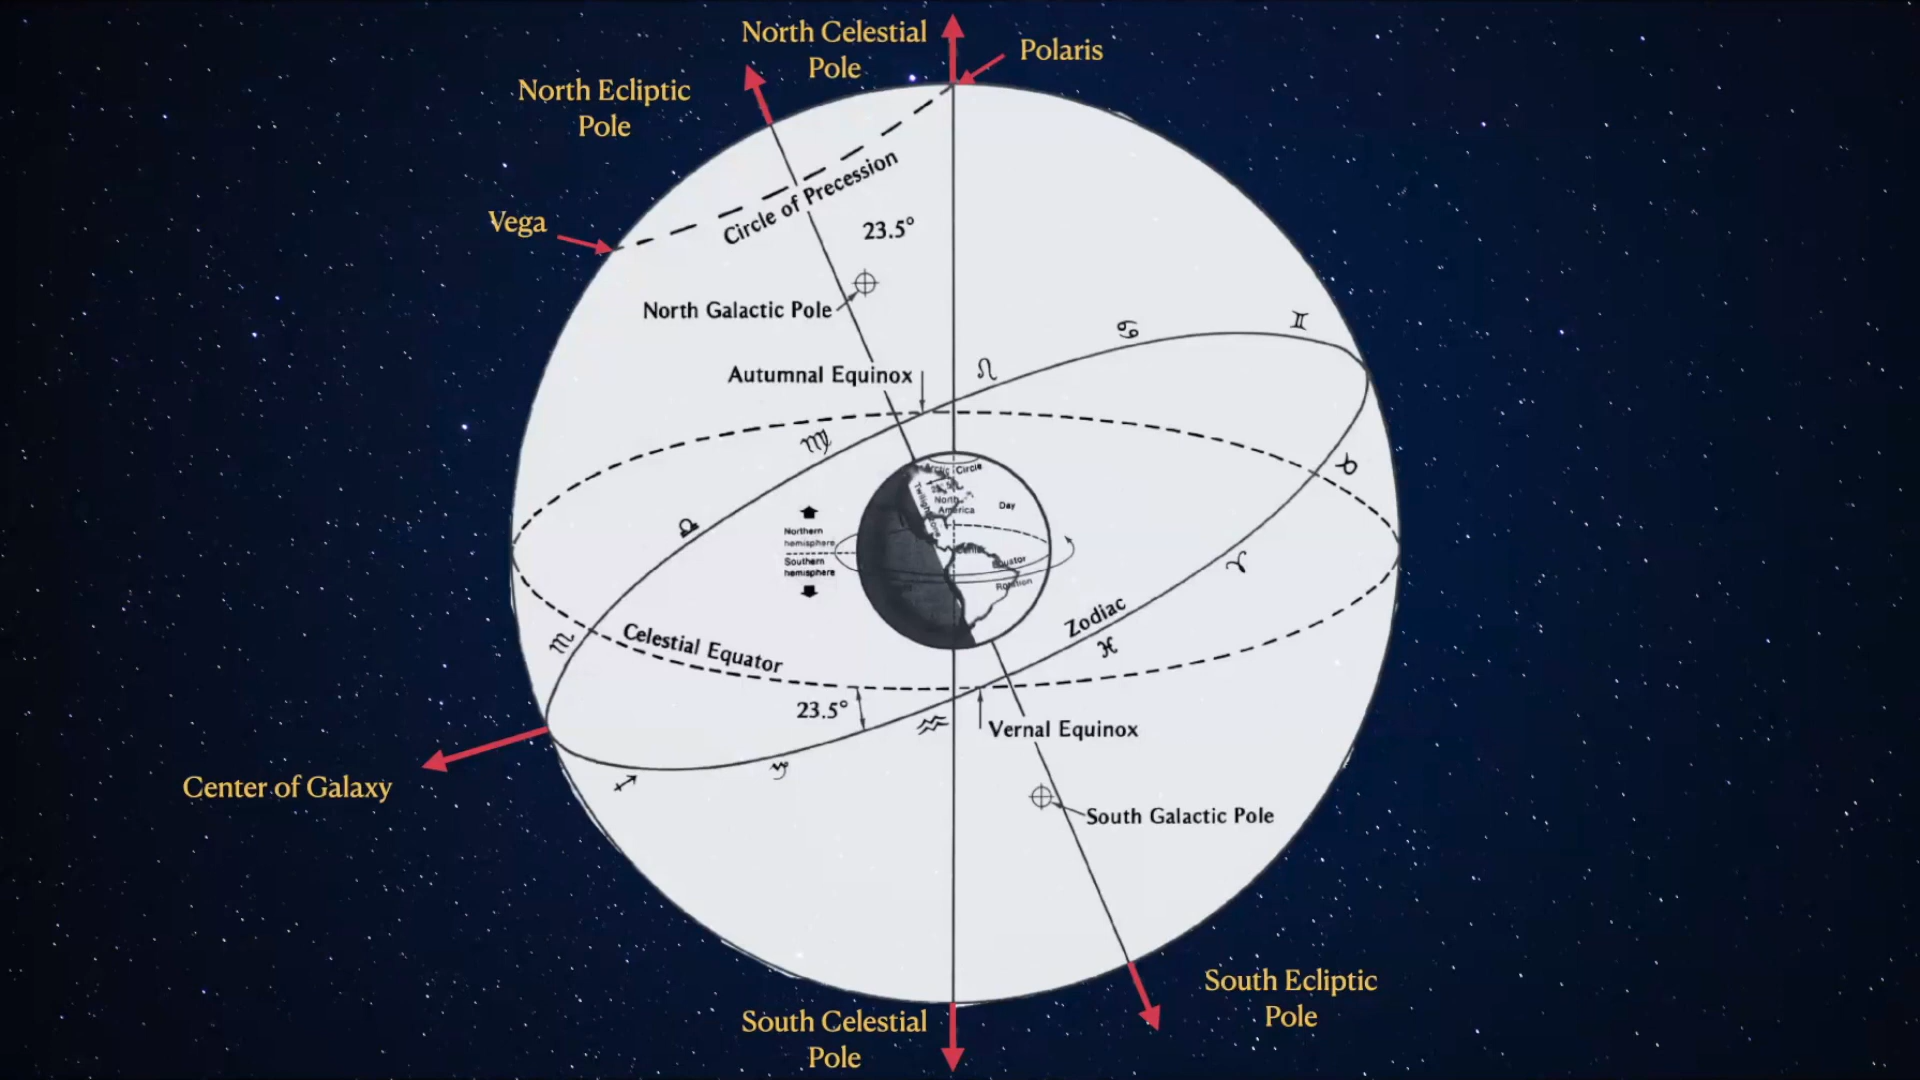 North Celestial
Pole
Polaris
North Ecliptic
Pole
Circle of Precession
Vega
23.5°
North Galactic Pole
♊
♋
Autumnal Equinox
♌
♍
♉
Arctic Circle
North
America
Day
♎
Northern
hemisphere
Southern
hemisphere
Equator
Rotation
♈
Zodiac
♏
Celestial Equator
♓
23.5°
♒
Vernal Equinox
♐
♑
Center of Galaxy
South Galactic Pole
South Ecliptic
Pole
South Celestial
Pole